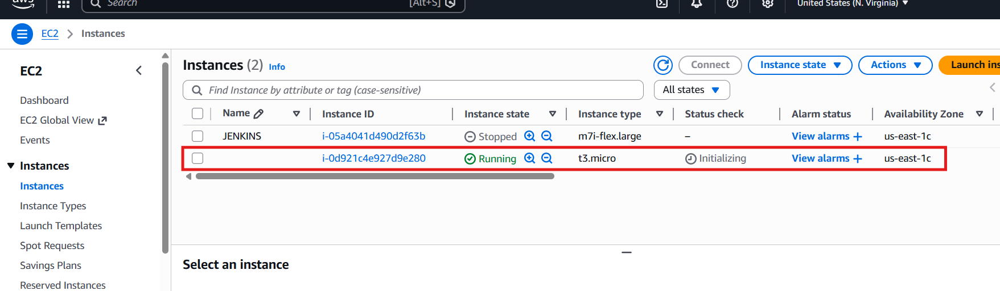 aws
Search
[Alt+S]
United States (N. Virginia)
EC2
Instances
EC2
Dashboard
EC2 Global View
Events
Instances
Instances
Instance Types
Launch Templates
Spot Requests
Savings Plans
Reserved Instances
Instances (2) Info
Connect
Instance state
Actions
Launch ins
Find Instance by attribute or tag (case-sensitive)
All states
Name Instance ID Instance state Instance type Status check Alarm status Availability Zone
JENKINS i-05a4041d490d2f63b Stopped m7i-flex.large – View alarms + us-east-1c
i-0d921c4e927d9e280 Running t3.micro Initializing View alarms + us-east-1c
Select an instance